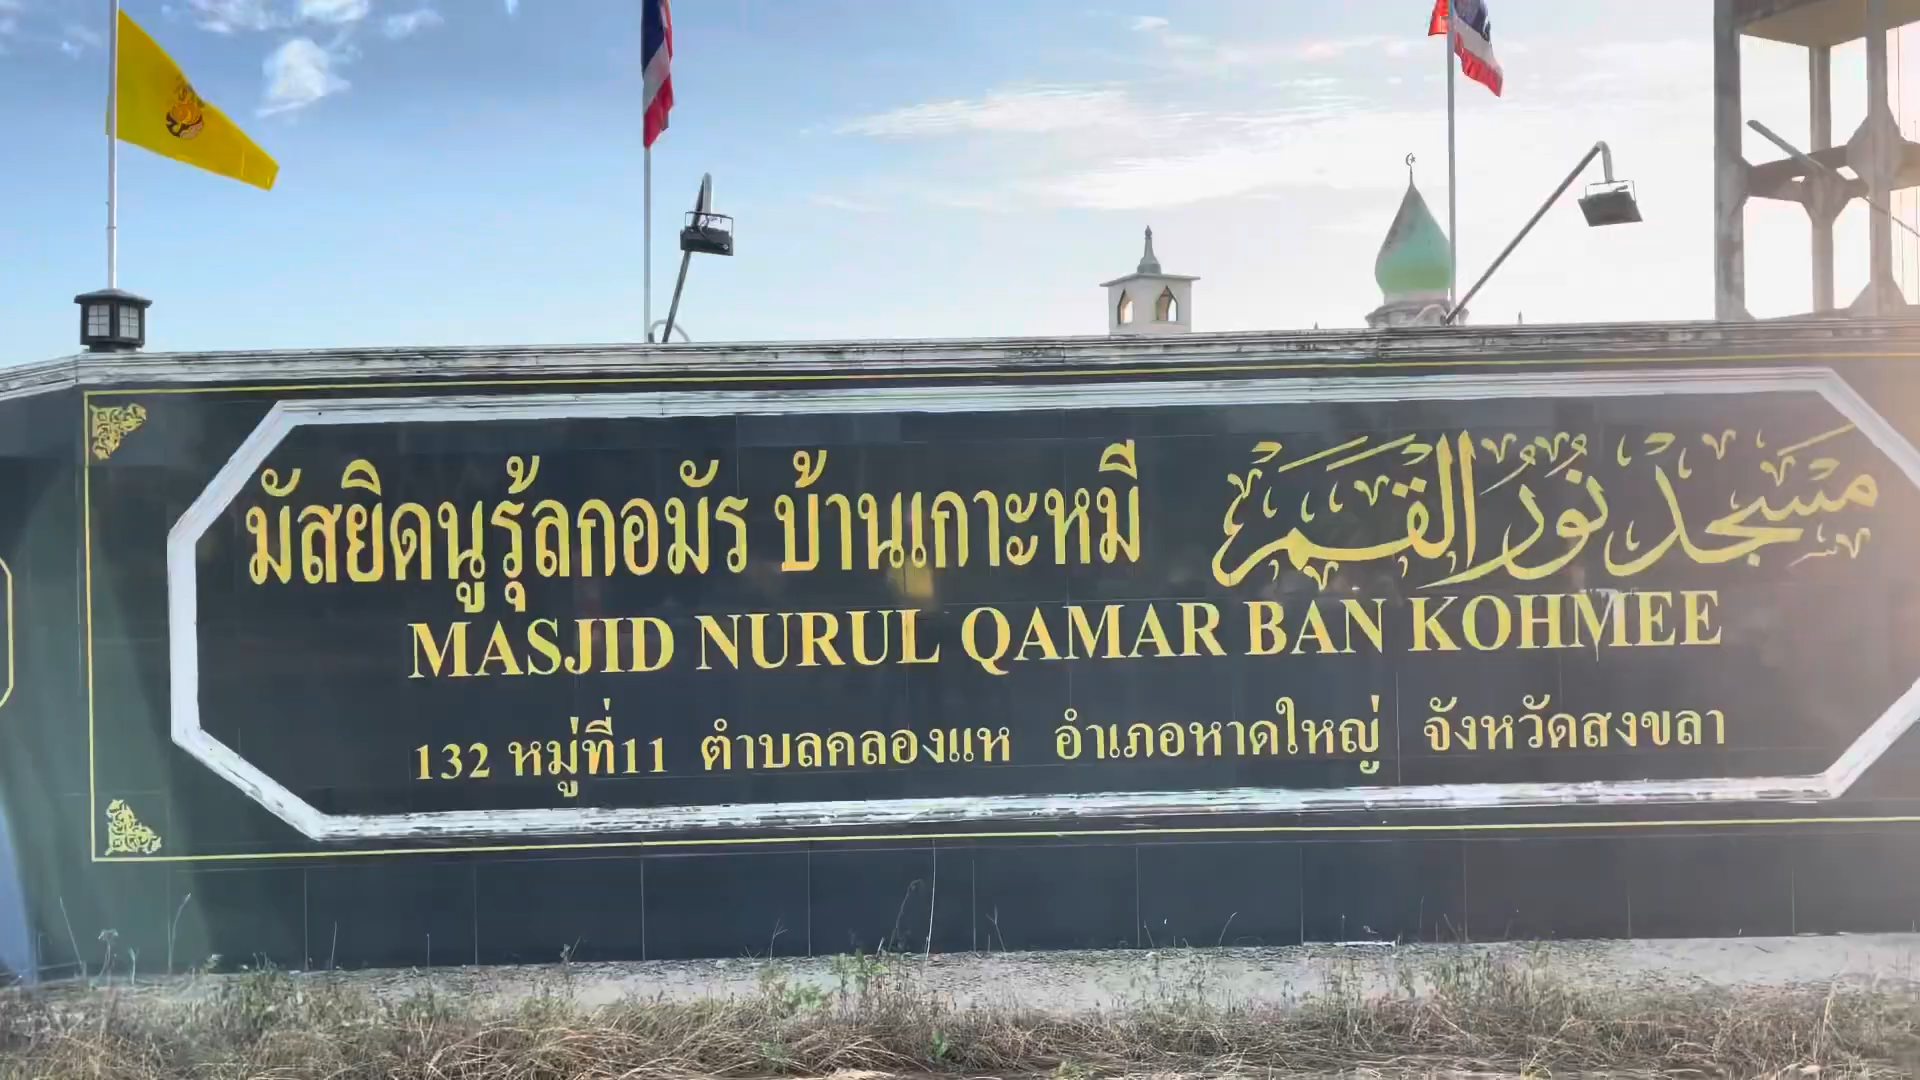 มัสยิดนูรุ้ลกอมัร บ้านเกาะหมี
مَسْجِدْ نُوْرُ الْقَمَرْ
MASJID NURUL QAMAR BAN KOHMEE
132 หมู่ที่11 ตำบลคลองแห อำเภอหาดใหญ่ จังหวัดสงขลา